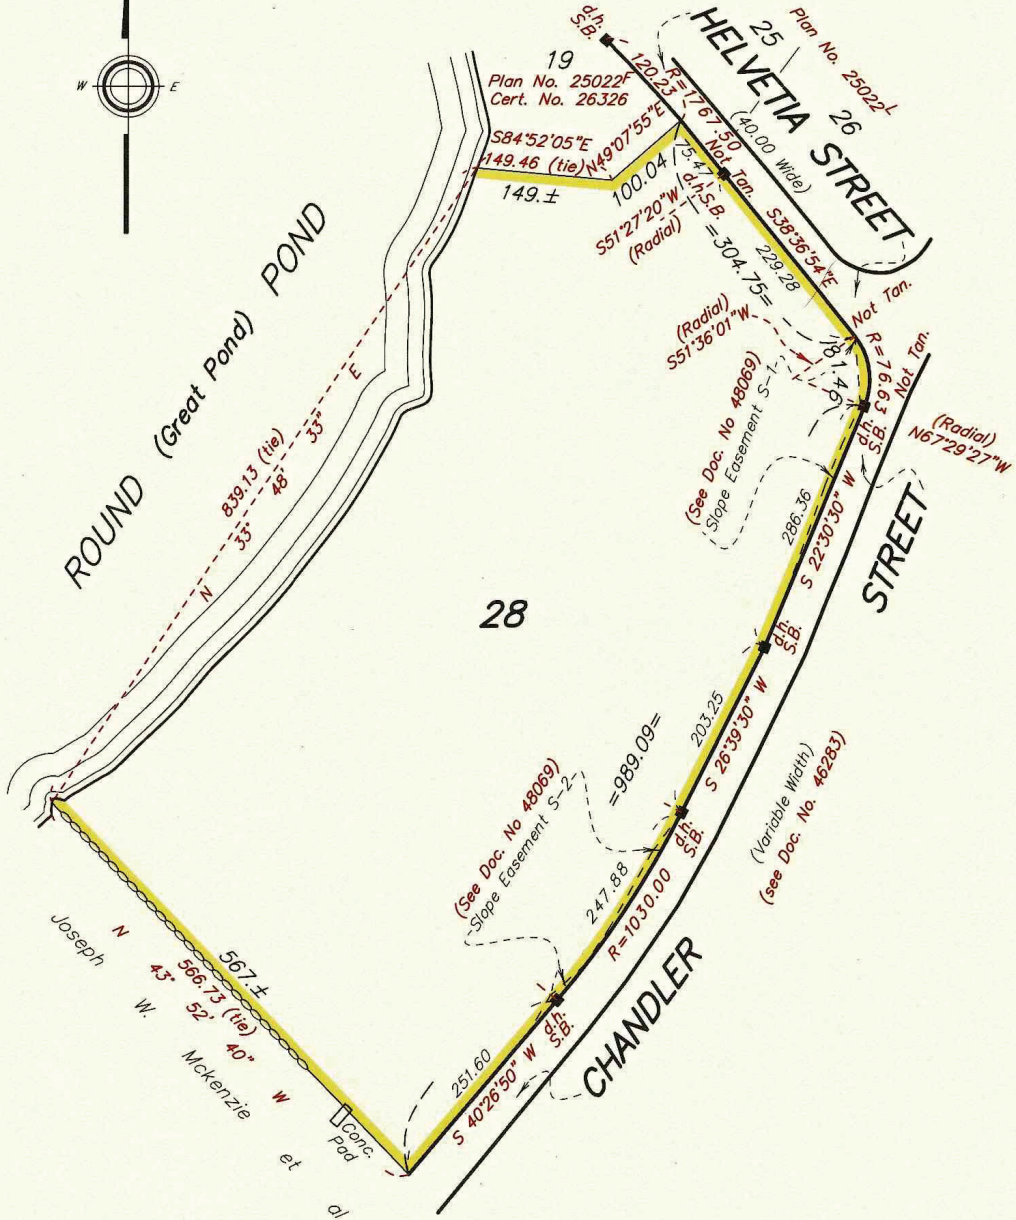 W
E
d.h.
S.B.
19
Plan No. 25022F
Cert. No. 26326
S84°52'05"E
149.46 (tie)
149.±
N49°07'55"E
100.04
120.23
R=1767.50
75.47
Not Tan.
d.h.
S.B.
S51°27'20"W
(Radial)
25
Plan No. 25022L
26
HELVETIA STREET
(40.00 Wide)
S38°36'54"E
229.28
=304.75=
Not Tan.
(Radial)
S51°36'01"W
81.49
R=76.63
Not Tan.
d.h.
S.B.
(Radial)
N67°29'27"W
(See Doc. No 48069)
Slope Easement S-1
286.36
S 22°30'30" W
d.h.
S.B.
ROUND (Great Pond) POND
839.13 (tie)
N 33° 48' 33" E
28
203.25
S 26°39'30" W
=989.09=
d.h.
S.B.
(See Doc. No 48069)
Slope Easement S-2
247.88
R=1030.00
d.h.
S.B.
251.60
S 40°26'50" W
CHANDLER STREET
(Variable Width)
(see Doc. No. 46283)
567.±
566.73 (tie)
N 43° 52' 40" W
Joseph W. Mckenzie et al
Conc.
Pad